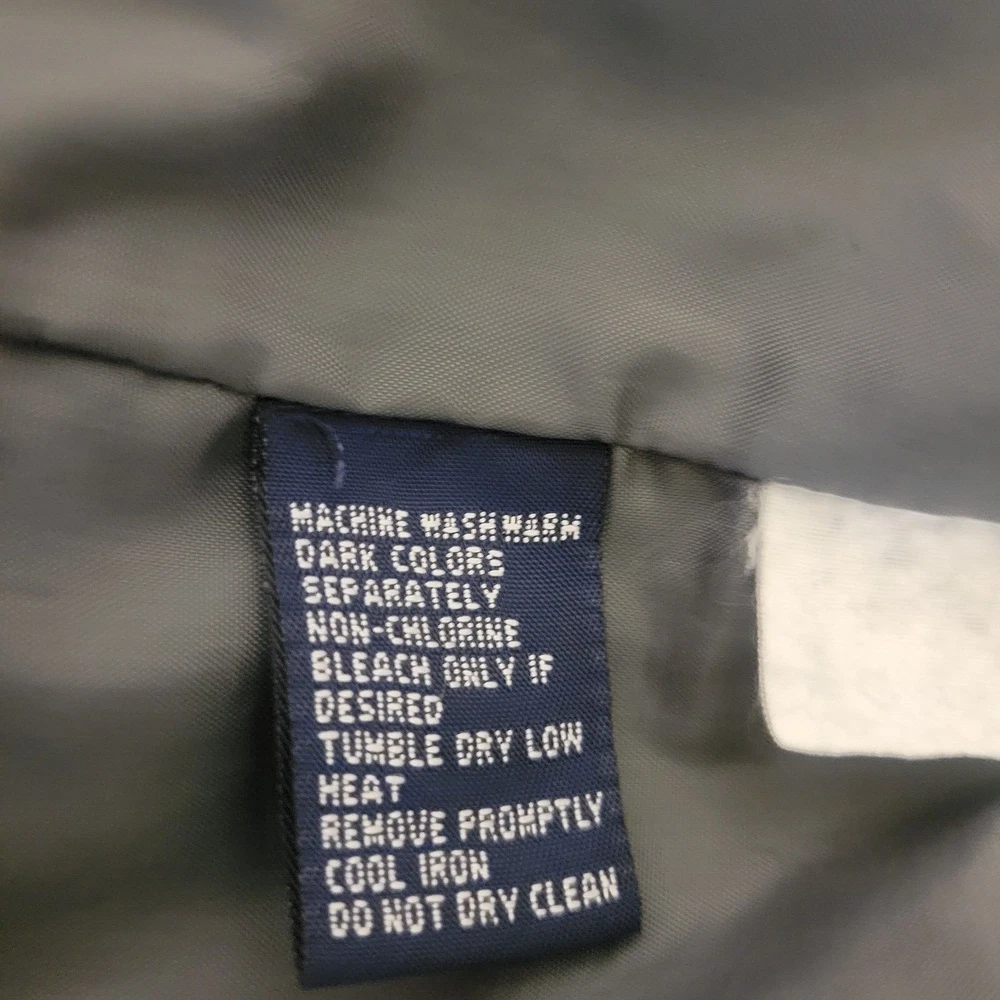 MACHINE WASH WARM
DARK COLORS
SEPARATELY
NON-CHLORINE
BLEACH ONLY IF
DESIRED
TUMBLE DRY LOW
HEAT
REMOVE PROMPTLY
COOL IRON
DO NOT DRY CLEAN